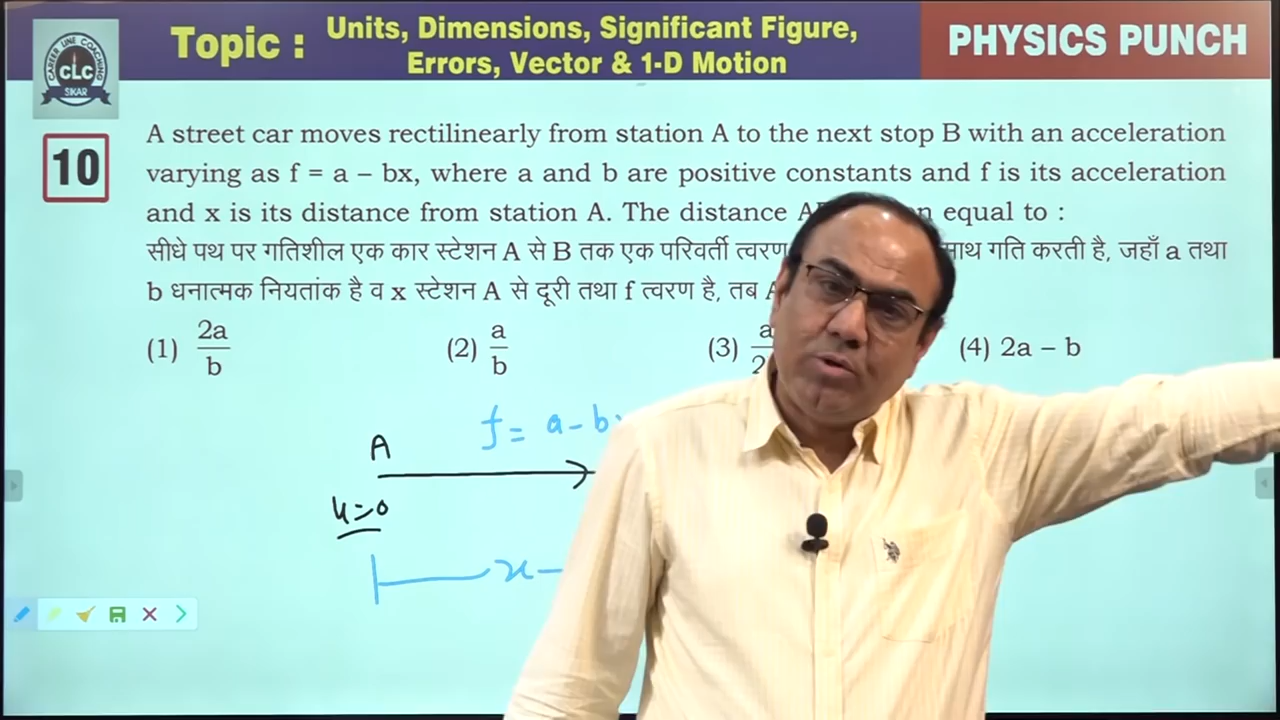 CAREER LINE COACHING
CLC
SIKAR
Topic : Units, Dimensions, Significant Figure,
Errors, Vector & 1-D Motion
PHYSICS PUNCH
10
A street car moves rectilinearly from station A to the next stop B with an acceleration
varying as f = a – bx, where a and b are positive constants and f is its acceleration
and x is its distance from station A. The distance equal to :
सीधे पथ पर गतिशील एक कार स्टेशन A से B तक एक परिवर्ती त्वरण गति करती है, जहाँ a तथा
b धनात्मक नियतांक है व x स्टेशन A से दूरी तथा f त्वरण है, तब
(1) 2a/b (2) a/b (3) a/2 (4) 2a – b
f = a – b
A
u=0
x